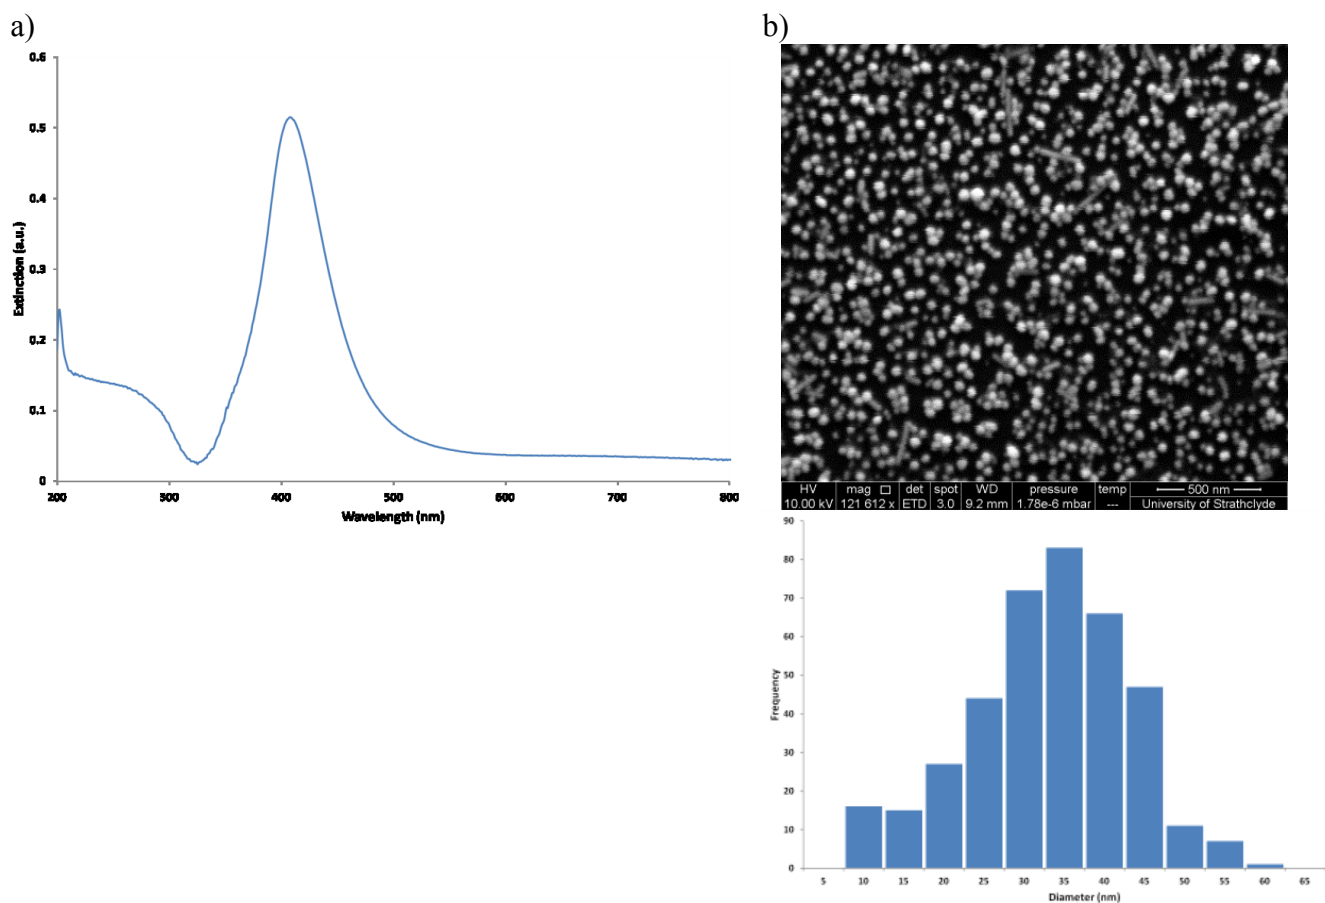 a)
0.6
0.5
0.4
0.3
0.2
0.1
0
Extinction (a.u.)
200 300 400 500 600 700 800
Wavelength (nm)
b)
HV mag det spot WD pressure temp 500 nm
10.00 kV 121 612 x ETD 3.0 9.2 mm 1.78e-6 mbar --- University of Strathclyde
90
80
70
60
50
40
30
20
10
0
Frequency
5 10 15 20 25 30 35 40 45 50 55 60 65
Diameter (nm)